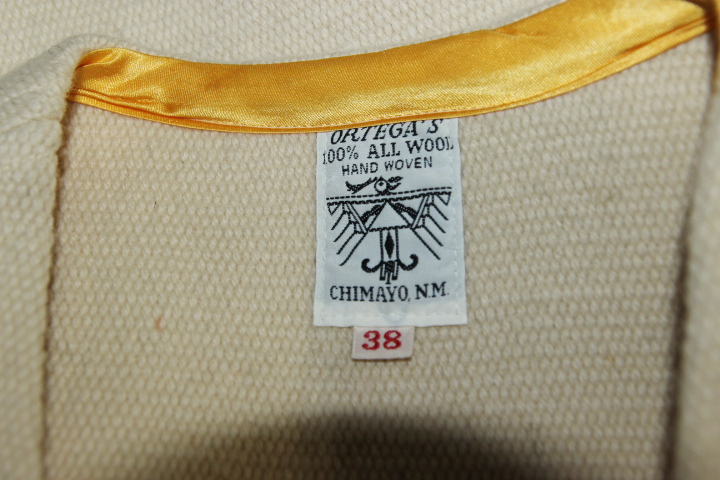 ORTEGA'S
100% ALL WOOL
HAND WOVEN
CHIMAYO, N.M.
38